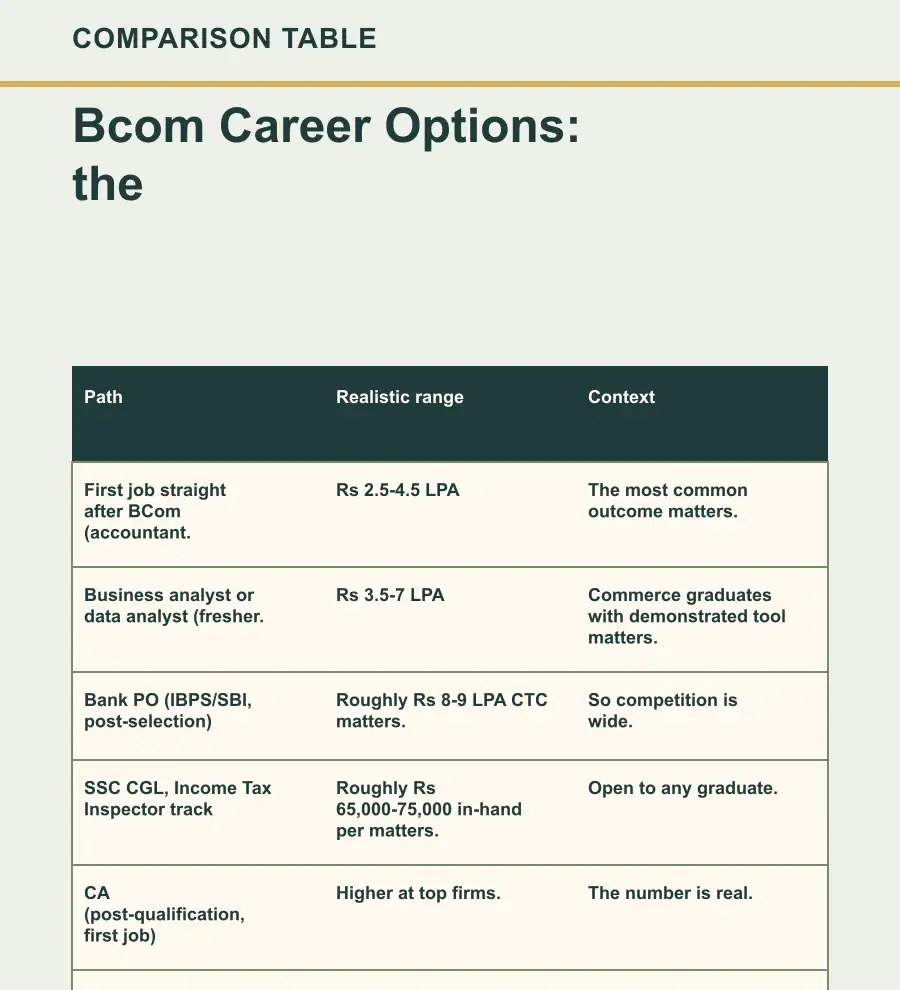 COMPARISON TABLE
Bcom Career Options:
the
Path
Realistic range
Context
First job straight
after BCom
(accountant.
Rs 2.5-4.5 LPA
The most common
outcome matters.
Business analyst or
data analyst (fresher.
Rs 3.5-7 LPA
Commerce graduates
with demonstrated tool
matters.
Bank PO (IBPS/SBI,
post-selection)
Roughly Rs 8-9 LPA CTC
matters.
So competition is
wide.
SSC CGL, Income Tax
Inspector track
Roughly Rs
65,000-75,000 in-hand
per matters.
Open to any graduate.
CA
(post-qualification,
first job)
Higher at top firms.
The number is real.